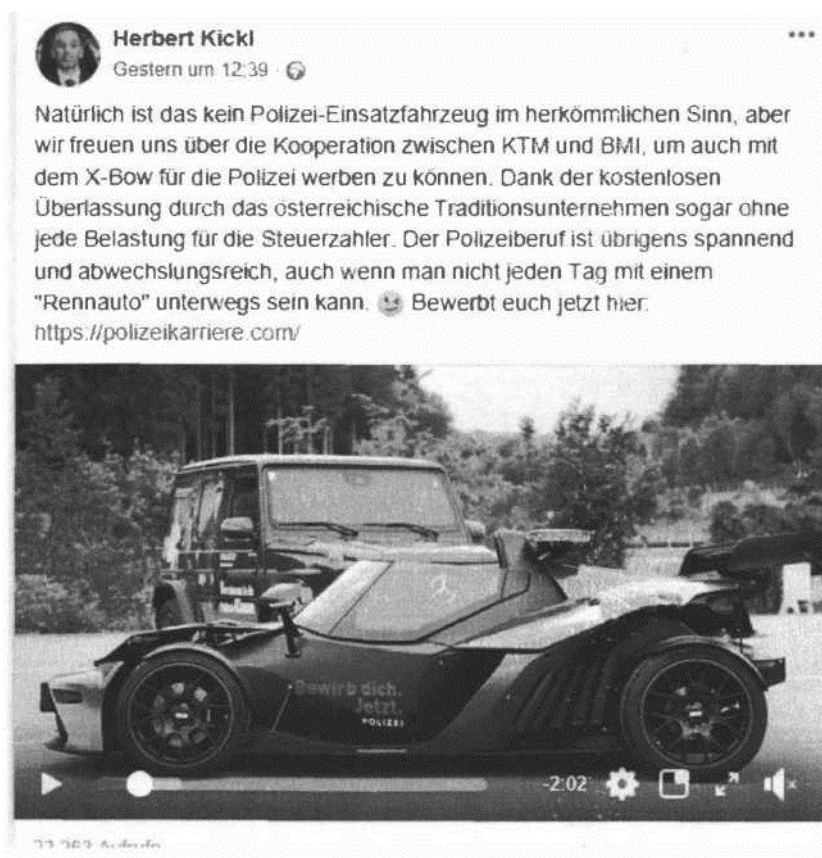 Herbert Kickl
Gestern um 12:39
Natürlich ist das kein Polizei-Einsatzfahrzeug im herkömmlichen Sinn, aber
wir freuen uns über die Kooperation zwischen KTM und BMI, um auch mit
dem X-Bow für die Polizei werben zu können. Dank der kostenlosen
Überlassung durch das österreichische Traditionsunternehmen sogar ohne
jede Belastung für die Steuerzahler. Der Polizeiberuf ist übrigens spannend
und abwechslungsreich, auch wenn man nicht jeden Tag mit einem
"Rennauto" unterwegs sein kann. 😉 Bewerbt euch jetzt hier:
https://polizeikarriere.com/
Bewirb dich.
Jetzt.
POLIZEI
-2:02